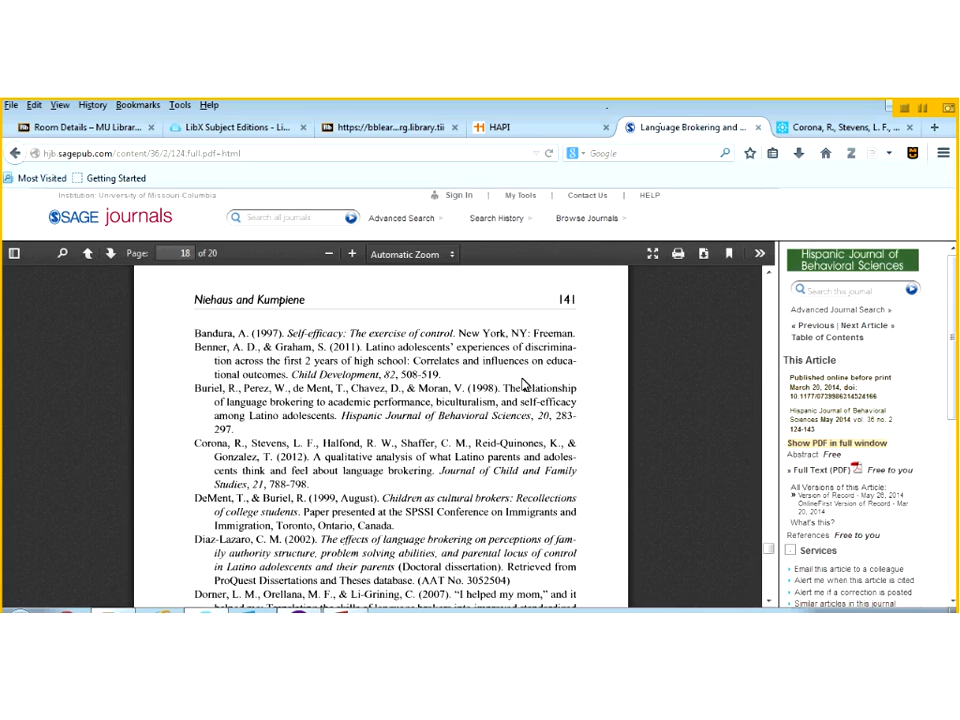 File Edit View History Bookmarks Tools Help
Room Details – MU Librar... × LibX Subject Editions - Li... × https://bblear...rg.library.tii × HAPI × Language Brokering and ... × Corona, R., Stevens, L. F., ... × +
hjb.sagepub.com/content/36/2/124.full.pdf+html Google
Most Visited Getting Started
Institution: University of Missouri-Columbia
Sign In | My Tools | Contact Us | HELP
SAGE journals Search all journals Advanced Search Search History Browse Journals
Page: 18 of 20 Automatic Zoom
Niehaus and Kumpiene 141
Bandura, A. (1997). Self-efficacy: The exercise of control. New York, NY: Freeman.
Benner, A. D., & Graham, S. (2011). Latino adolescents' experiences of discrimina-
tion across the first 2 years of high school: Correlates and influences on educa-
tional outcomes. Child Development, 82, 508-519.
Buriel, R., Perez, W., de Ment, T., Chavez, D., & Moran, V. (1998). The relationship
of language brokering to academic performance, biculturalism, and self-efficacy
among Latino adolescents. Hispanic Journal of Behavioral Sciences, 20, 283-
297.
Corona, R., Stevens, L. F., Halfond, R. W., Shaffer, C. M., Reid-Quinones, K., &
Gonzalez, T. (2012). A qualitative analysis of what Latino parents and adoles-
cents think and feel about language brokering. Journal of Child and Family
Studies, 21, 788-798.
DeMent, T., & Buriel, R. (1999, August). Children as cultural brokers: Recollections
of college students. Paper presented at the SPSSI Conference on Immigrants and
Immigration, Toronto, Ontario, Canada.
Diaz-Lazaro, C. M. (2002). The effects of language brokering on perceptions of fam-
ily authority structure, problem solving abilities, and parental locus of control
in Latino adolescents and their parents (Doctoral dissertation). Retrieved from
ProQuest Dissertations and Theses database. (AAT No. 3052504)
Dorner, L. M., Orellana, M. F., & Li-Grining, C. (2007). "I helped my mom," and it
Hispanic Journal of
Behavioral Sciences
Search this journal
Advanced Journal Search »
« Previous | Next Article »
Table of Contents
This Article
Published online before print
March 20, 2014, doi:
10.1177/0739986314524166
Hispanic Journal of Behavioral
Sciences May 2014 vol. 36 no. 2
124-143
Show PDF in full window
Abstract Free
» Full Text (PDF) Free to you
All Versions of this Article:
» Version of Record - May 28, 2014
OnlineFirst Version of Record - Mar
20, 2014
What's this?
References Free to you
Services
Email this article to a colleague
Alert me when this article is cited
Alert me if a correction is posted
Similar articles in this journal